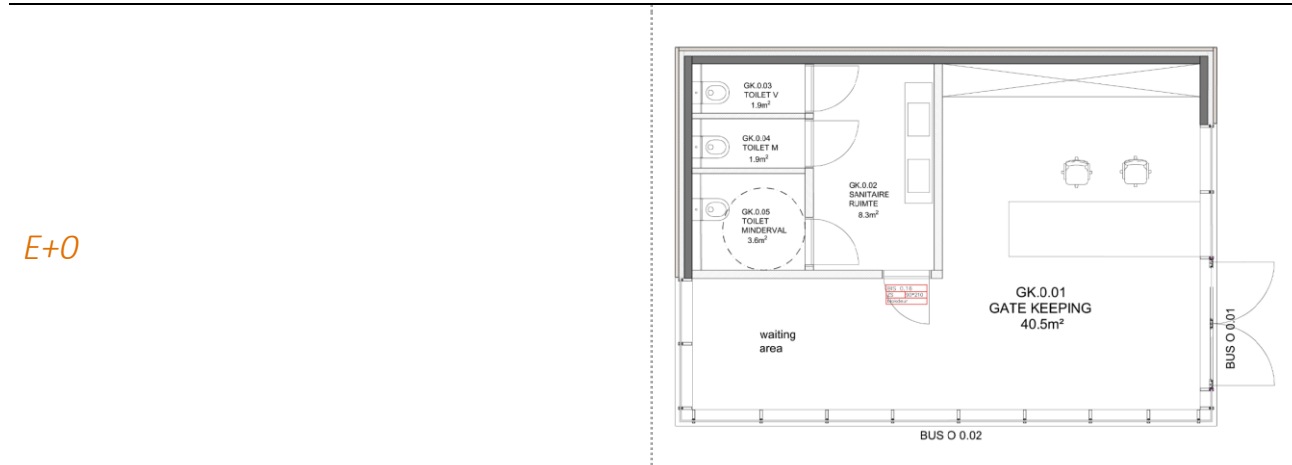 E+0
GK.0.03
TOILET V
1.9m²
GK.0.04
TOILET M
1.9m²
GK.0.05
TOILET
MINDERVAL
3.6m²
GK.0.02
SANITAIRE
RUIMTE
8.3m²
GK.0.01
GATE KEEPING
40.5m²
waiting
area
BUS O 0.01
BUS O 0.02